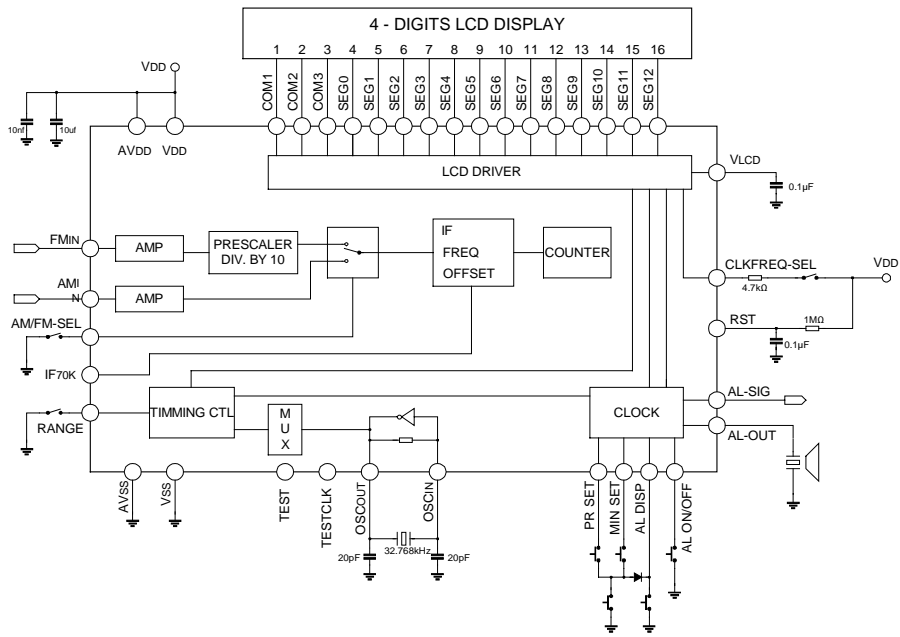 4 - DIGITS LCD DISPLAY
1 2 3 4 5 6 7 8 9 10 11 12 13 14 15 16
COM1 COM2 COM3 SEG0 SEG1 SEG2 SEG3 SEG4 SEG5 SEG6 SEG7 SEG8 SEG9 SEG10 SEG11 SEG12
VDD
10nf 10uf
AVDD VDD
LCD DRIVER
VLCD
0.1µF
FMIN
AMP
PRESCALER
DIV. BY 10
IF
FREQ
OFFSET
COUNTER
CLKFREQ-SEL
VDD
4.7kΩ
AMI
N
AMP
AM/FM-SEL
RST
1MΩ
0.1µF
IF70K
RANGE
TIMMING CTL
M
U
X
CLOCK
AL-SIG
AL-OUT
AVSS VSS TEST TESTCLK OSCOUT OSCIN PR SET MIN SET AL DISP AL ON/OFF
32.768kHz
20pF 20pF